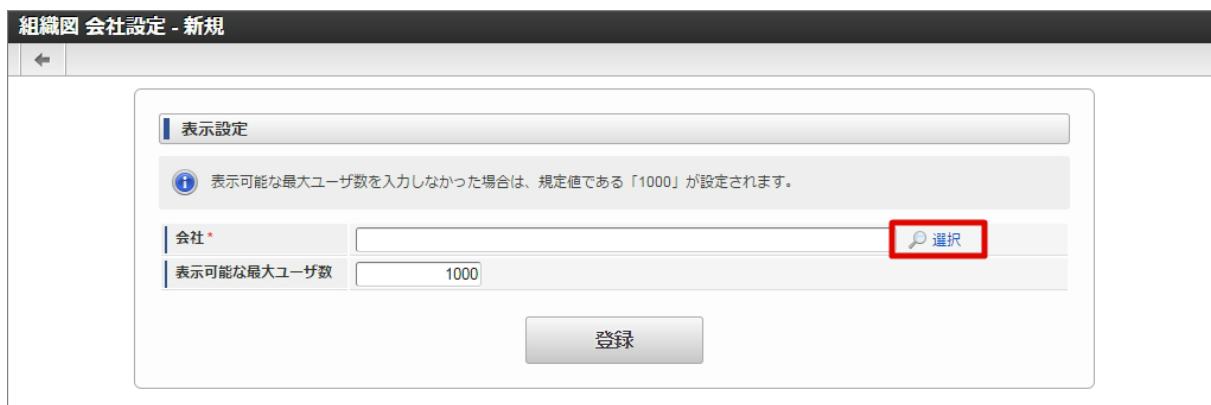 組織図 会社設定 - 新規
表示設定
表示可能な最大ユーザ数を入力しなかった場合は、規定値である「1000」が設定されます。
会社* 選択
表示可能な最大ユーザ数 1000
登録